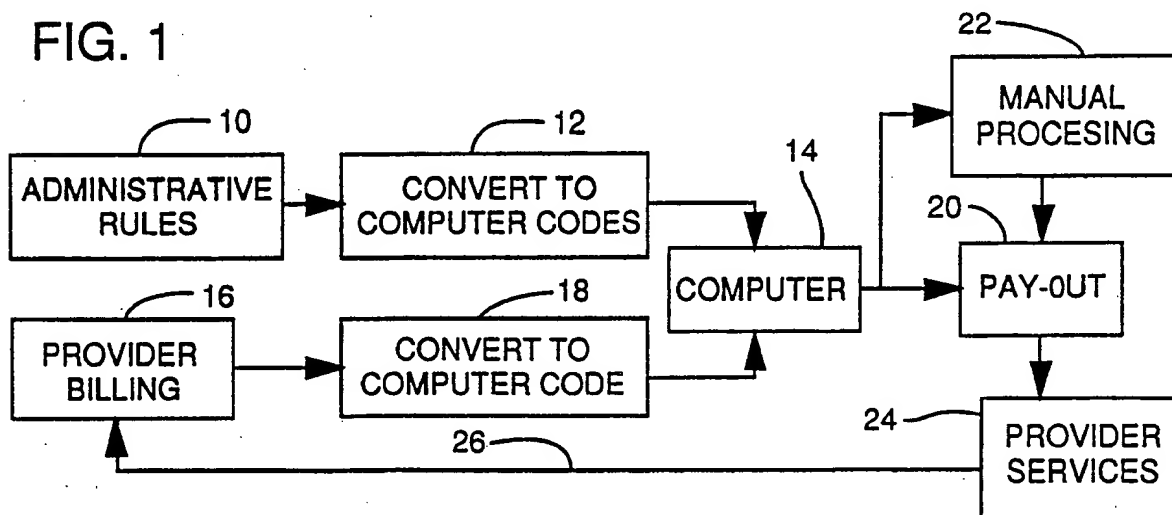 FIG. 1
10
ADMINISTRATIVE
RULES
12
CONVERT TO
COMPUTER CODES
14
COMPUTER
22
MANUAL
PROCESING
20
PAY-0UT
16
PROVIDER
BILLING
18
CONVERT TO
COMPUTER CODE
24
PROVIDER
SERVICES
26